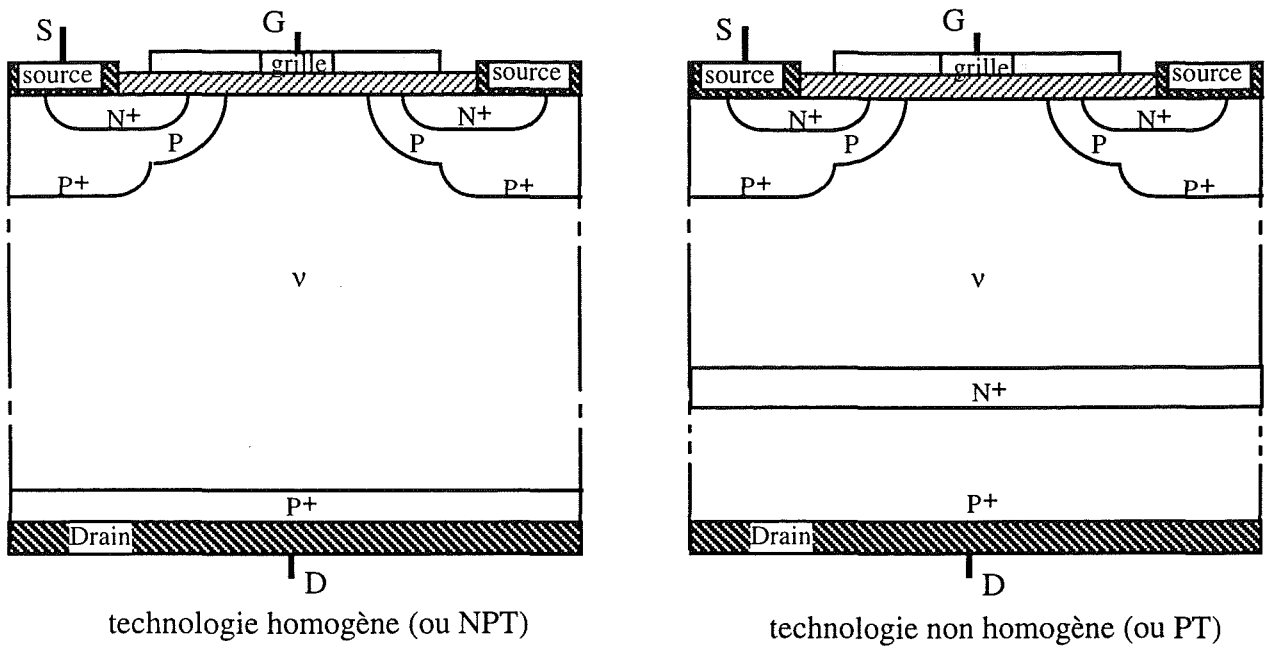 S
G
source
grille
source
N+
N+
P
P
P+
P+
ν
P+
Drain
D
technologie homogène (ou NPT)
S
G
source
grille
source
N+
N+
P
P
P+
P+
ν
N+
P+
Drain
D
technologie non homogène (ou PT)